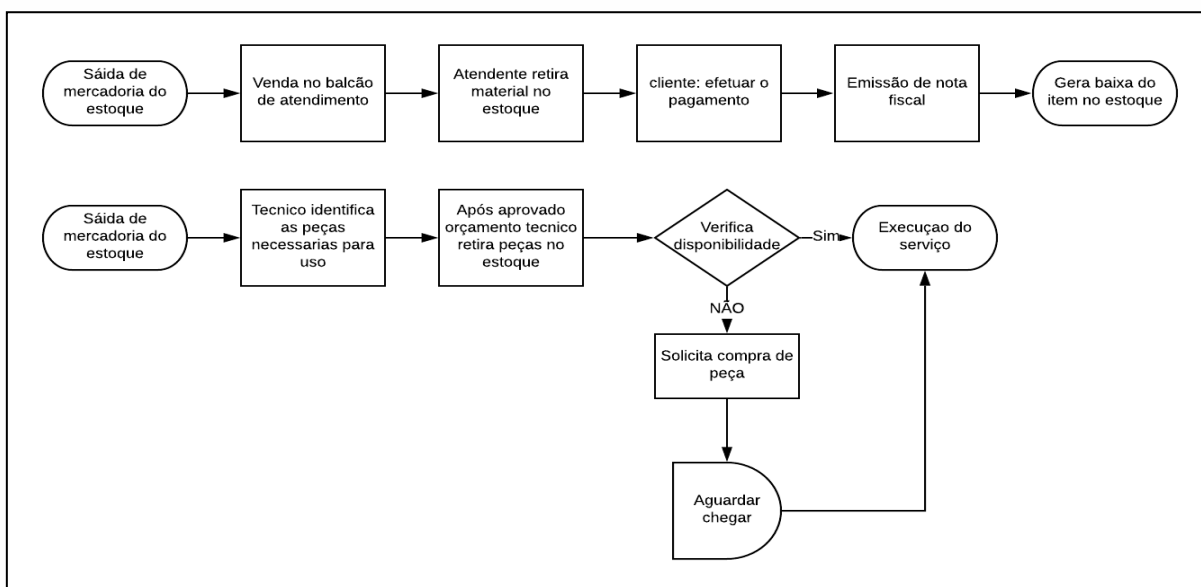 Sáida de
mercadoria do
estoque
Venda no balcão
de atendimento
Atendente retira
material no
estoque
cliente: efetuar o
pagamento
Emissão de nota
fiscal
Gera baixa do
item no estoque
Sáida de
mercadoria do
estoque
Tecnico identifica
as peças
necessarias para
uso
Após aprovado
orçamento tecnico
retira peças no
estoque
Verifica
disponibilidade
Sim
Execuçao do
serviço
NÃO
Solicita compra de
peça
Aguardar
chegar